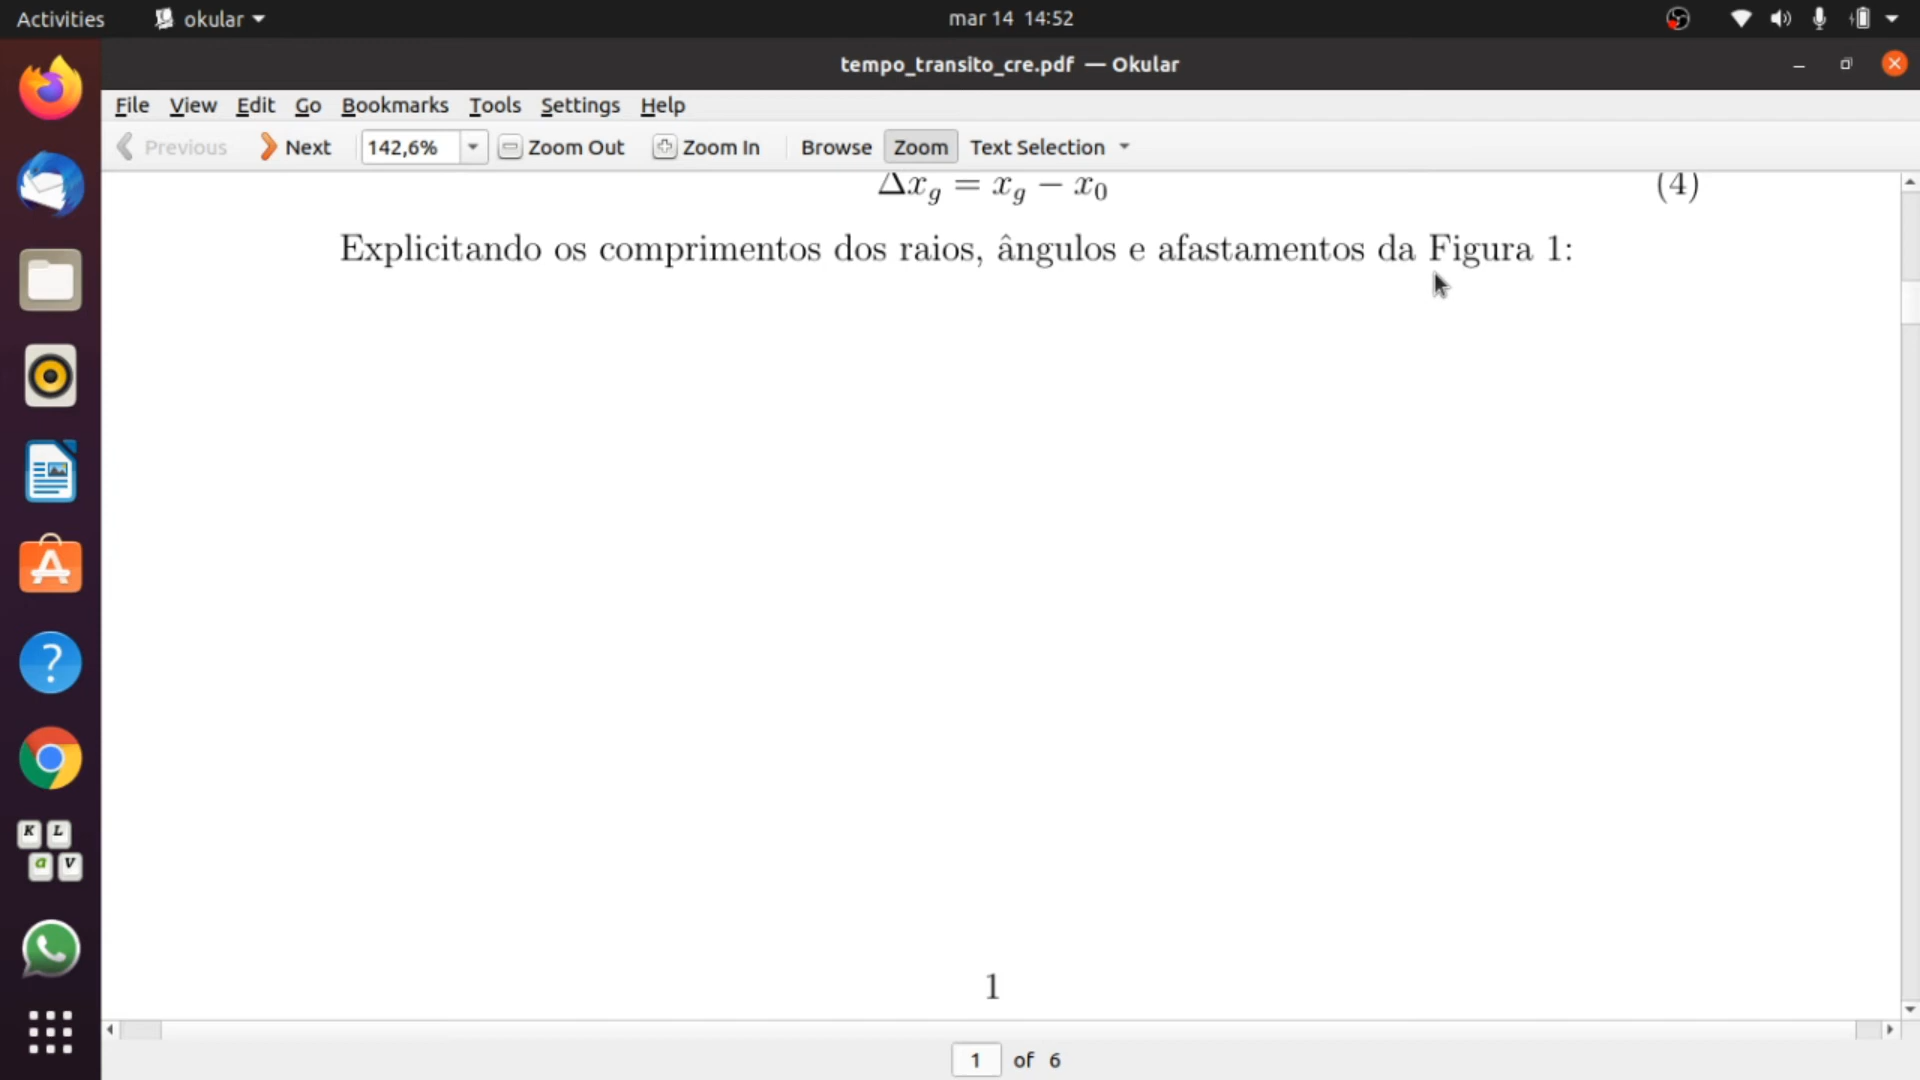 Activities okular mar 14 14:52
tempo_transito_cre.pdf — Okular
File View Edit Go Bookmarks Tools Settings Help
Previous Next 142,6% Zoom Out Zoom In Browse Zoom Text Selection
Δx_g = x_g − x_0 (4)
Explicitando os comprimentos dos raios, ângulos e afastamentos da Figura 1:
K L
a V
1
1 of 6